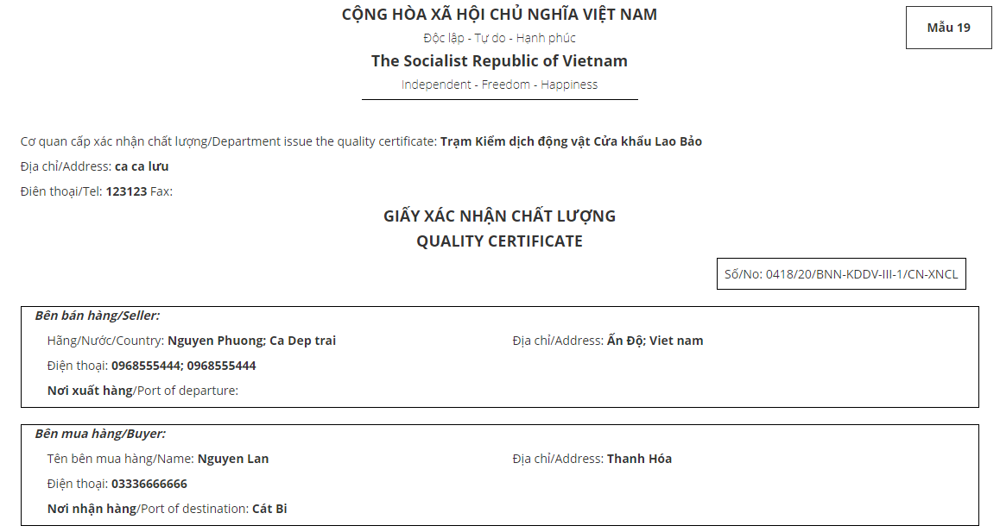 CỘNG HÒA XÃ HỘI CHỦ NGHĨA VIỆT NAM
Mẫu 19
Độc lập - Tự do - Hạnh phúc
The Socialist Republic of Vietnam
Independent - Freedom - Happiness
Cơ quan cấp xác nhận chất lượng/Department issue the quality certificate: Trạm Kiểm dịch động vật Cửa khẩu Lao Bảo
Địa chỉ/Address: ca ca lưu
Điên thoại/Tel: 123123 Fax:
GIẤY XÁC NHẬN CHẤT LƯỢNG
QUALITY CERTIFICATE
Số/No: 0418/20/BNN-KDDV-III-1/CN-XNCL
Bên bán hàng/Seller:
Hãng/Nước/Country: Nguyen Phuong; Ca Dep trai Địa chỉ/Address: Ấn Độ; Viet nam
Điện thoại: 0968555444; 0968555444
Nơi xuất hàng/Port of departure:
Bên mua hàng/Buyer:
Tên bên mua hàng/Name: Nguyen Lan Địa chỉ/Address: Thanh Hóa
Điện thoại: 03336666666
Nơi nhận hàng/Port of destination: Cát Bi